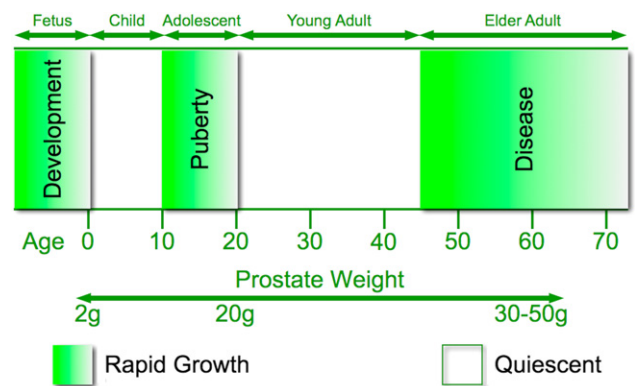 Fetus Child Adolescent Young Adult Elder Adult
Development Puberty Disease
Age 0 10 20 30 40 50 60 70
Prostate Weight
2g 20g 30-50g
Rapid Growth Quiescent